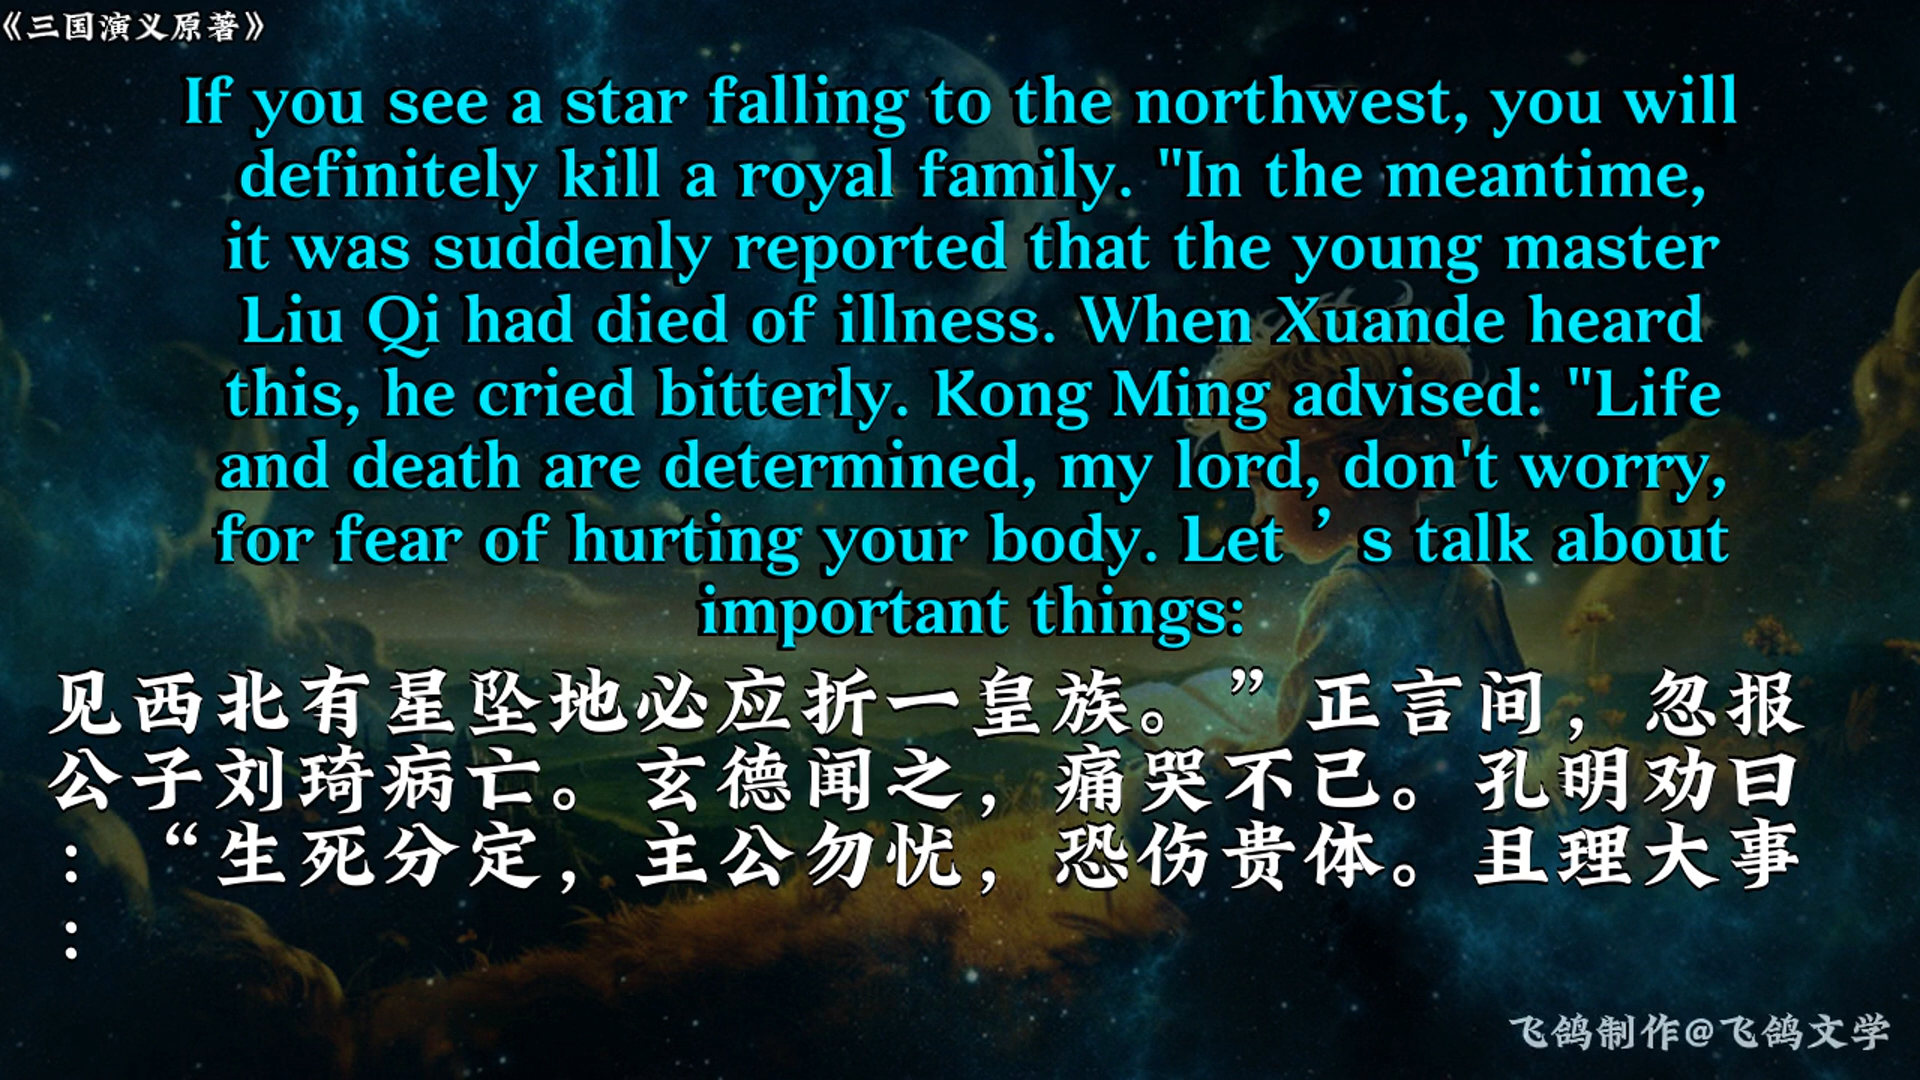 《三国演义原著》
If you see a star falling to the northwest, you will
definitely kill a royal family. "In the meantime,
it was suddenly reported that the young master
Liu Qi had died of illness. When Xuande heard
this, he cried bitterly. Kong Ming advised: "Life
and death are determined, my lord, don't worry,
for fear of hurting your body. Let ’ s talk about
important things:
见西北有星坠地必应折一皇族。”正言间，忽报
公子刘琦病亡。玄德闻之，痛哭不已。孔明劝曰
：“生死分定，主公勿忧，恐伤贵体。且理大事
：
飞鸽制作@飞鸽文学